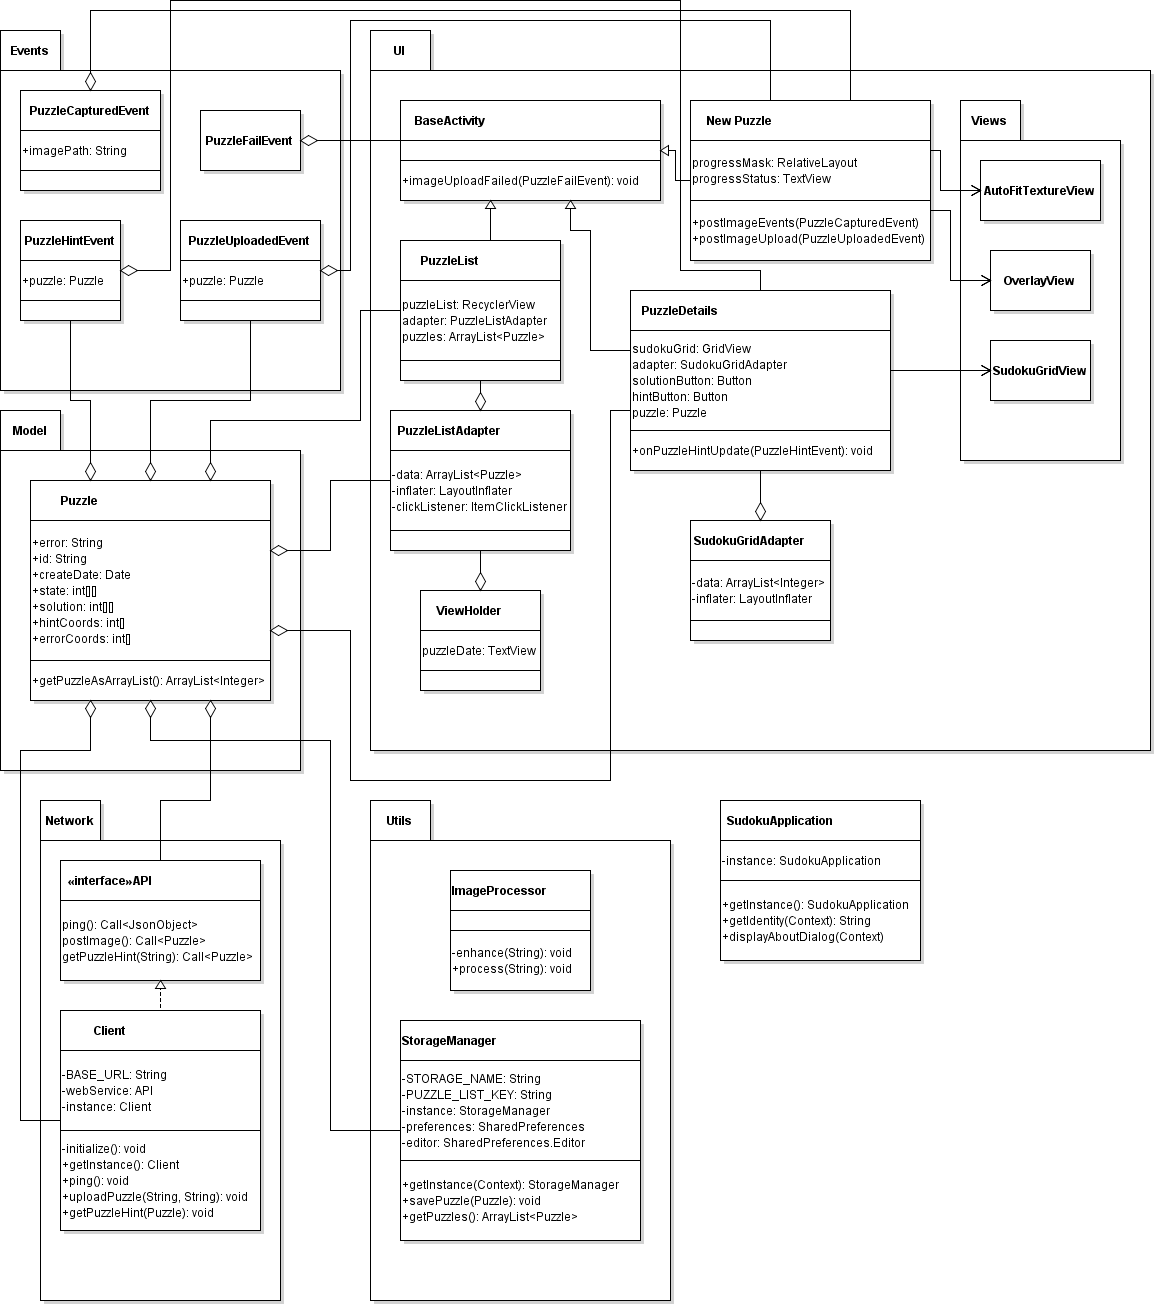 Events
PuzzleCapturedEvent
+imagePath: String
PuzzleFailEvent
PuzzleHintEvent
+puzzle: Puzzle
PuzzleUploadedEvent
+puzzle: Puzzle
UI
BaseActivity
+imageUploadFailed(PuzzleFailEvent): void
New Puzzle
progressMask: RelativeLayout
progressStatus: TextView
+postImageEvents(PuzzleCapturedEvent)
+postImageUpload(PuzzleUploadedEvent)
Views
AutoFitTextureView
OverlayView
SudokuGridView
PuzzleList
puzzleList: RecyclerView
adapter: PuzzleListAdapter
puzzles: ArrayList<Puzzle>
PuzzleDetails
sudokuGrid: GridView
adapter: SudokuGridAdapter
solutionButton: Button
hintButton: Button
puzzle: Puzzle
+onPuzzleHintUpdate(PuzzleHintEvent): void
PuzzleListAdapter
-data: ArrayList<Puzzle>
-inflater: LayoutInflater
-clickListener: ItemClickListener
SudokuGridAdapter
-data: ArrayList<Integer>
-inflater: LayoutInflater
ViewHolder
puzzleDate: TextView
Model
Puzzle
+error: String
+id: String
+createDate: Date
+state: int[][]
+solution: int[][]
+hintCoords: int[]
+errorCoords: int[]
+getPuzzleAsArrayList(): ArrayList<Integer>
Network
«interface»API
ping(): Call<JsonObject>
postImage(): Call<Puzzle>
getPuzzleHint(String): Call<Puzzle>
Client
-BASE_URL: String
-webService: API
-instance: Client
-initialize(): void
+getInstance(): Client
+ping(): void
+uploadPuzzle(String, String): void
+getPuzzleHint(Puzzle): void
Utils
ImageProcessor
-enhance(String): void
+process(String): void
StorageManager
-STORAGE_NAME: String
-PUZZLE_LIST_KEY: String
-instance: StorageManager
-preferences: SharedPreferences
-editor: SharedPreferences.Editor
+getInstance(Context): StorageManager
+savePuzzle(Puzzle): void
+getPuzzles(): ArrayList<Puzzle>
SudokuApplication
-instance: SudokuApplication
+getInstance(): SudokuApplication
+getIdentity(Context): String
+displayAboutDialog(Context)